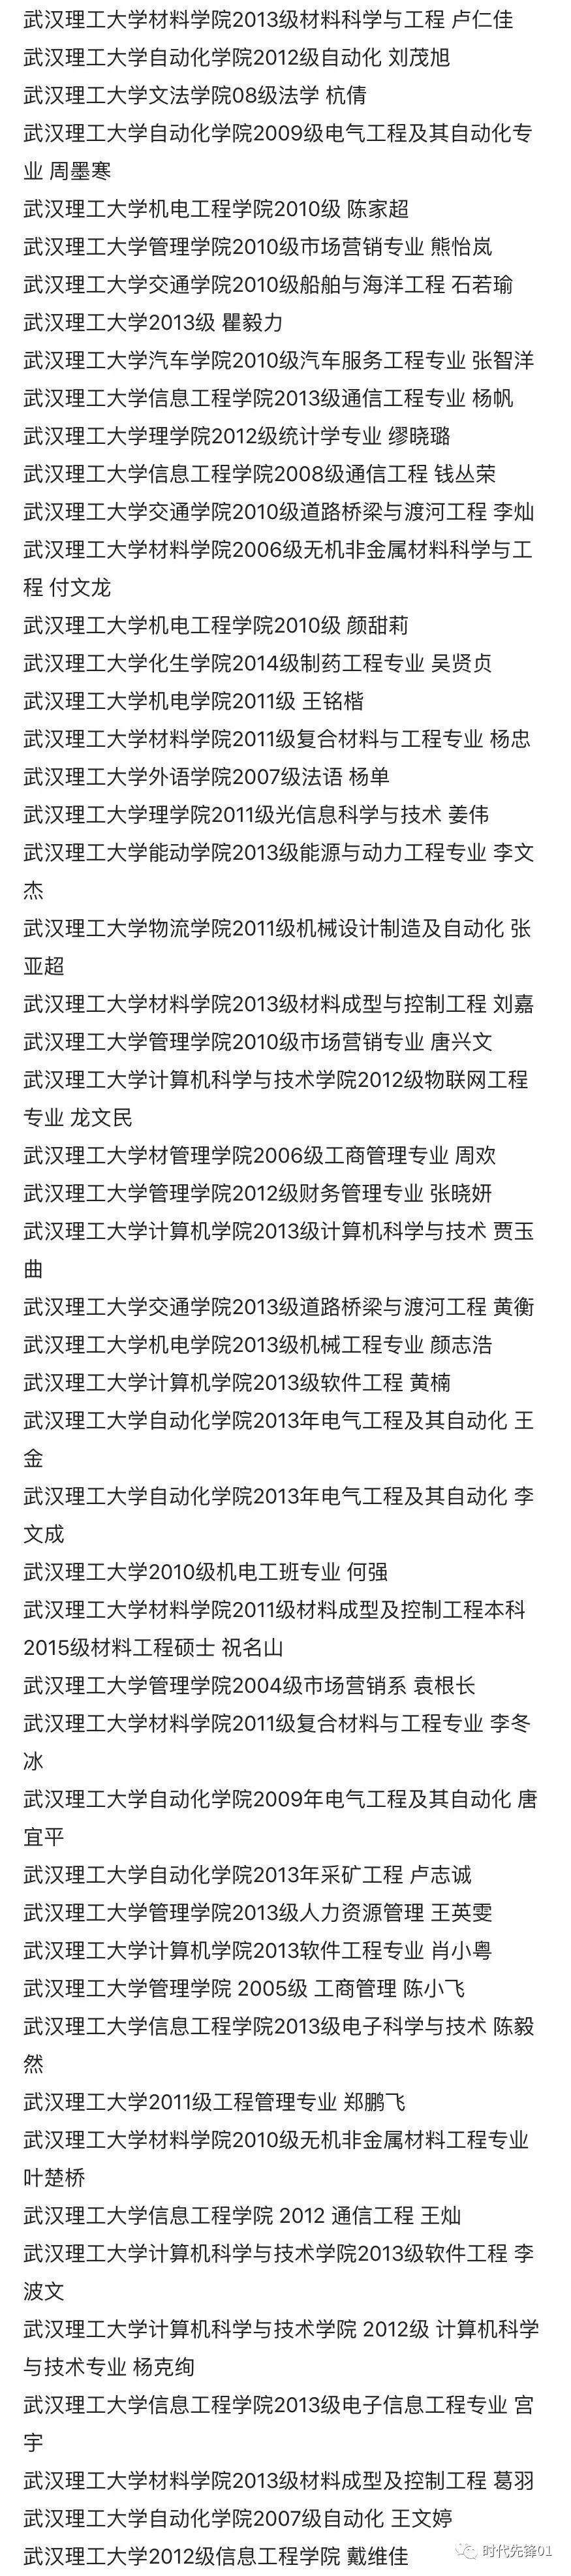 武汉理工大学材料学院2013级材料科学与工程 卢仁佳
武汉理工大学自动化学院2012级自动化 刘茂旭
武汉理工大学文法学院08级法学 杭倩
武汉理工大学自动化学院2009级电气工程及其自动化专
业 周墨寒
武汉理工大学机电工程学院2010级 陈家超
武汉理工大学管理学院2010级市场营销专业 熊怡岚
武汉理工大学交通学院2010级船舶与海洋工程 石若瑜
武汉理工大学2013级 瞿毅力
武汉理工大学汽车学院2010级汽车服务工程专业 张智洋
武汉理工大学信息工程学院2013级通信工程专业 杨帆
武汉理工大学理学院2012级统计学专业 缪晓璐
武汉理工大学信息工程学院2008级通信工程 钱丛荣
武汉理工大学交通学院2010级道路桥梁与渡河工程 李灿
武汉理工大学材料学院2006级无机非金属材料科学与工
程 付文龙
武汉理工大学机电工程学院2010级 颜甜莉
武汉理工大学化生学院2014级制药工程专业 吴贤贞
武汉理工大学机电学院2011级 王铭楷
武汉理工大学材料学院2011级复合材料与工程专业 杨忠
武汉理工大学外语学院2007级法语 杨单
武汉理工大学理学院2011级光信息科学与技术 姜伟
武汉理工大学能动学院2013级能源与动力工程专业 李文
杰
武汉理工大学物流学院2011级机械设计制造及自动化 张
亚超
武汉理工大学材料学院2013级材料成型与控制工程 刘嘉
武汉理工大学管理学院2010级市场营销专业 唐兴文
武汉理工大学计算机科学与技术学院2012级物联网工程
专业 龙文民
武汉理工大学材管理学院2006级工商管理专业 周欢
武汉理工大学管理学院2012级财务管理专业 张晓妍
武汉理工大学计算机学院2013级计算机科学与技术 贾玉
曲
武汉理工大学交通学院2013级道路桥梁与渡河工程 黄衡
武汉理工大学机电学院2013级机械工程专业 颜志浩
武汉理工大学计算机学院2013级软件工程 黄楠
武汉理工大学自动化学院2013年电气工程及其自动化 王
金
武汉理工大学自动化学院2013年电气工程及其自动化 李
文成
武汉理工大学2010级机电工班专业 何强
武汉理工大学材料学院2011级材料成型及控制工程本科
2015级材料工程硕士 祝名山
武汉理工大学管理学院2004级市场营销系 袁根长
武汉理工大学材料学院2011级复合材料与工程专业 李冬
冰
武汉理工大学自动化学院2009年电气工程及其自动化 唐
宜平
武汉理工大学自动化学院2013年采矿工程 卢志诚
武汉理工大学管理学院2013级人力资源管理 王英雯
武汉理工大学计算机学院2013软件工程专业 肖小粤
武汉理工大学管理学院 2005级 工商管理 陈小飞
武汉理工大学信息工程学院2013级电子科学与技术 陈毅
然
武汉理工大学2011级工程管理专业 郑鹏飞
武汉理工大学材料学院2010级无机非金属材料工程专业
叶楚桥
武汉理工大学信息工程学院 2012 通信工程 王灿
武汉理工大学计算机科学与技术学院2013级软件工程 李
波文
武汉理工大学计算机科学与技术学院 2012级 计算机科学
与技术专业 杨克绚
武汉理工大学信息工程学院2013级电子信息工程专业 宫
宇
武汉理工大学材料学院2013级材料成型及控制工程 葛羽
武汉理工大学自动化学院2007级自动化 王文婷
武汉理工大学2012级信息工程学院 戴维佳
时代先锋01